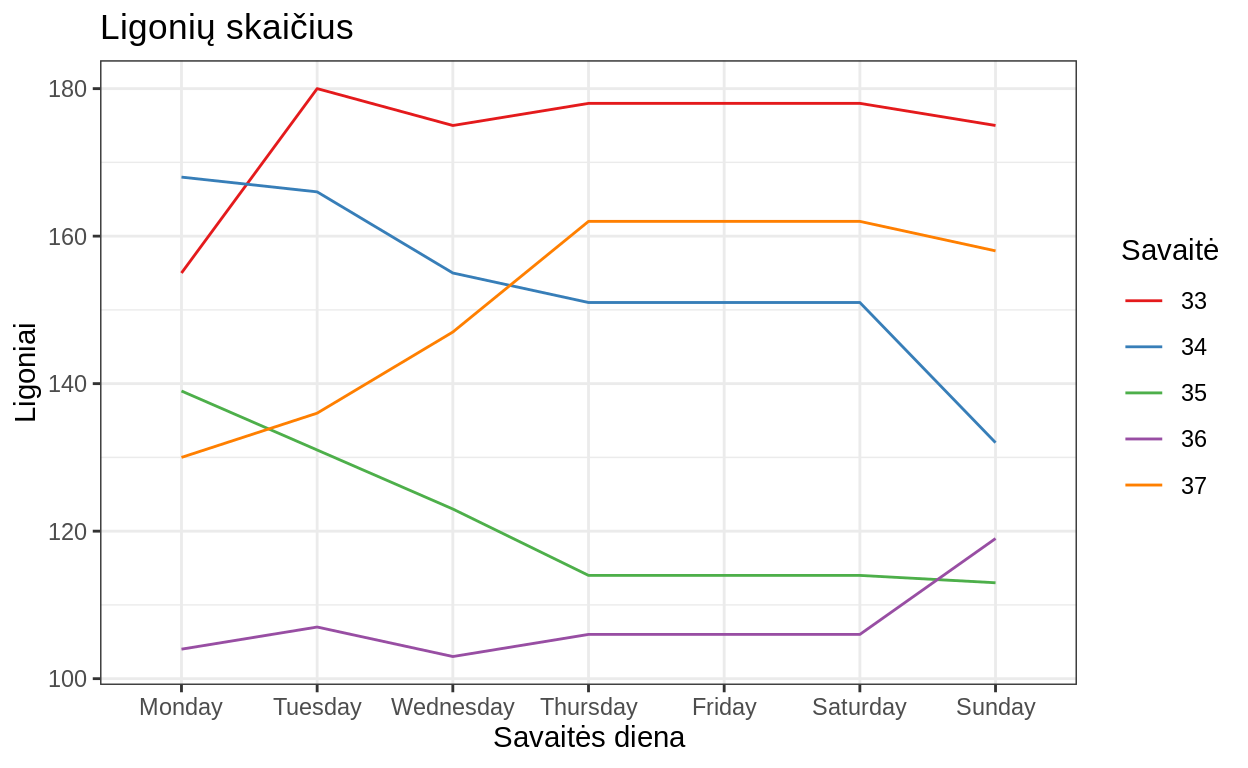 Ligonių skaičius
Ligoniai
180
160
140
120
100
Monday Tuesday Wednesday Thursday Friday Saturday Sunday
Savaitės diena
Savaitė
33
34
35
36
37